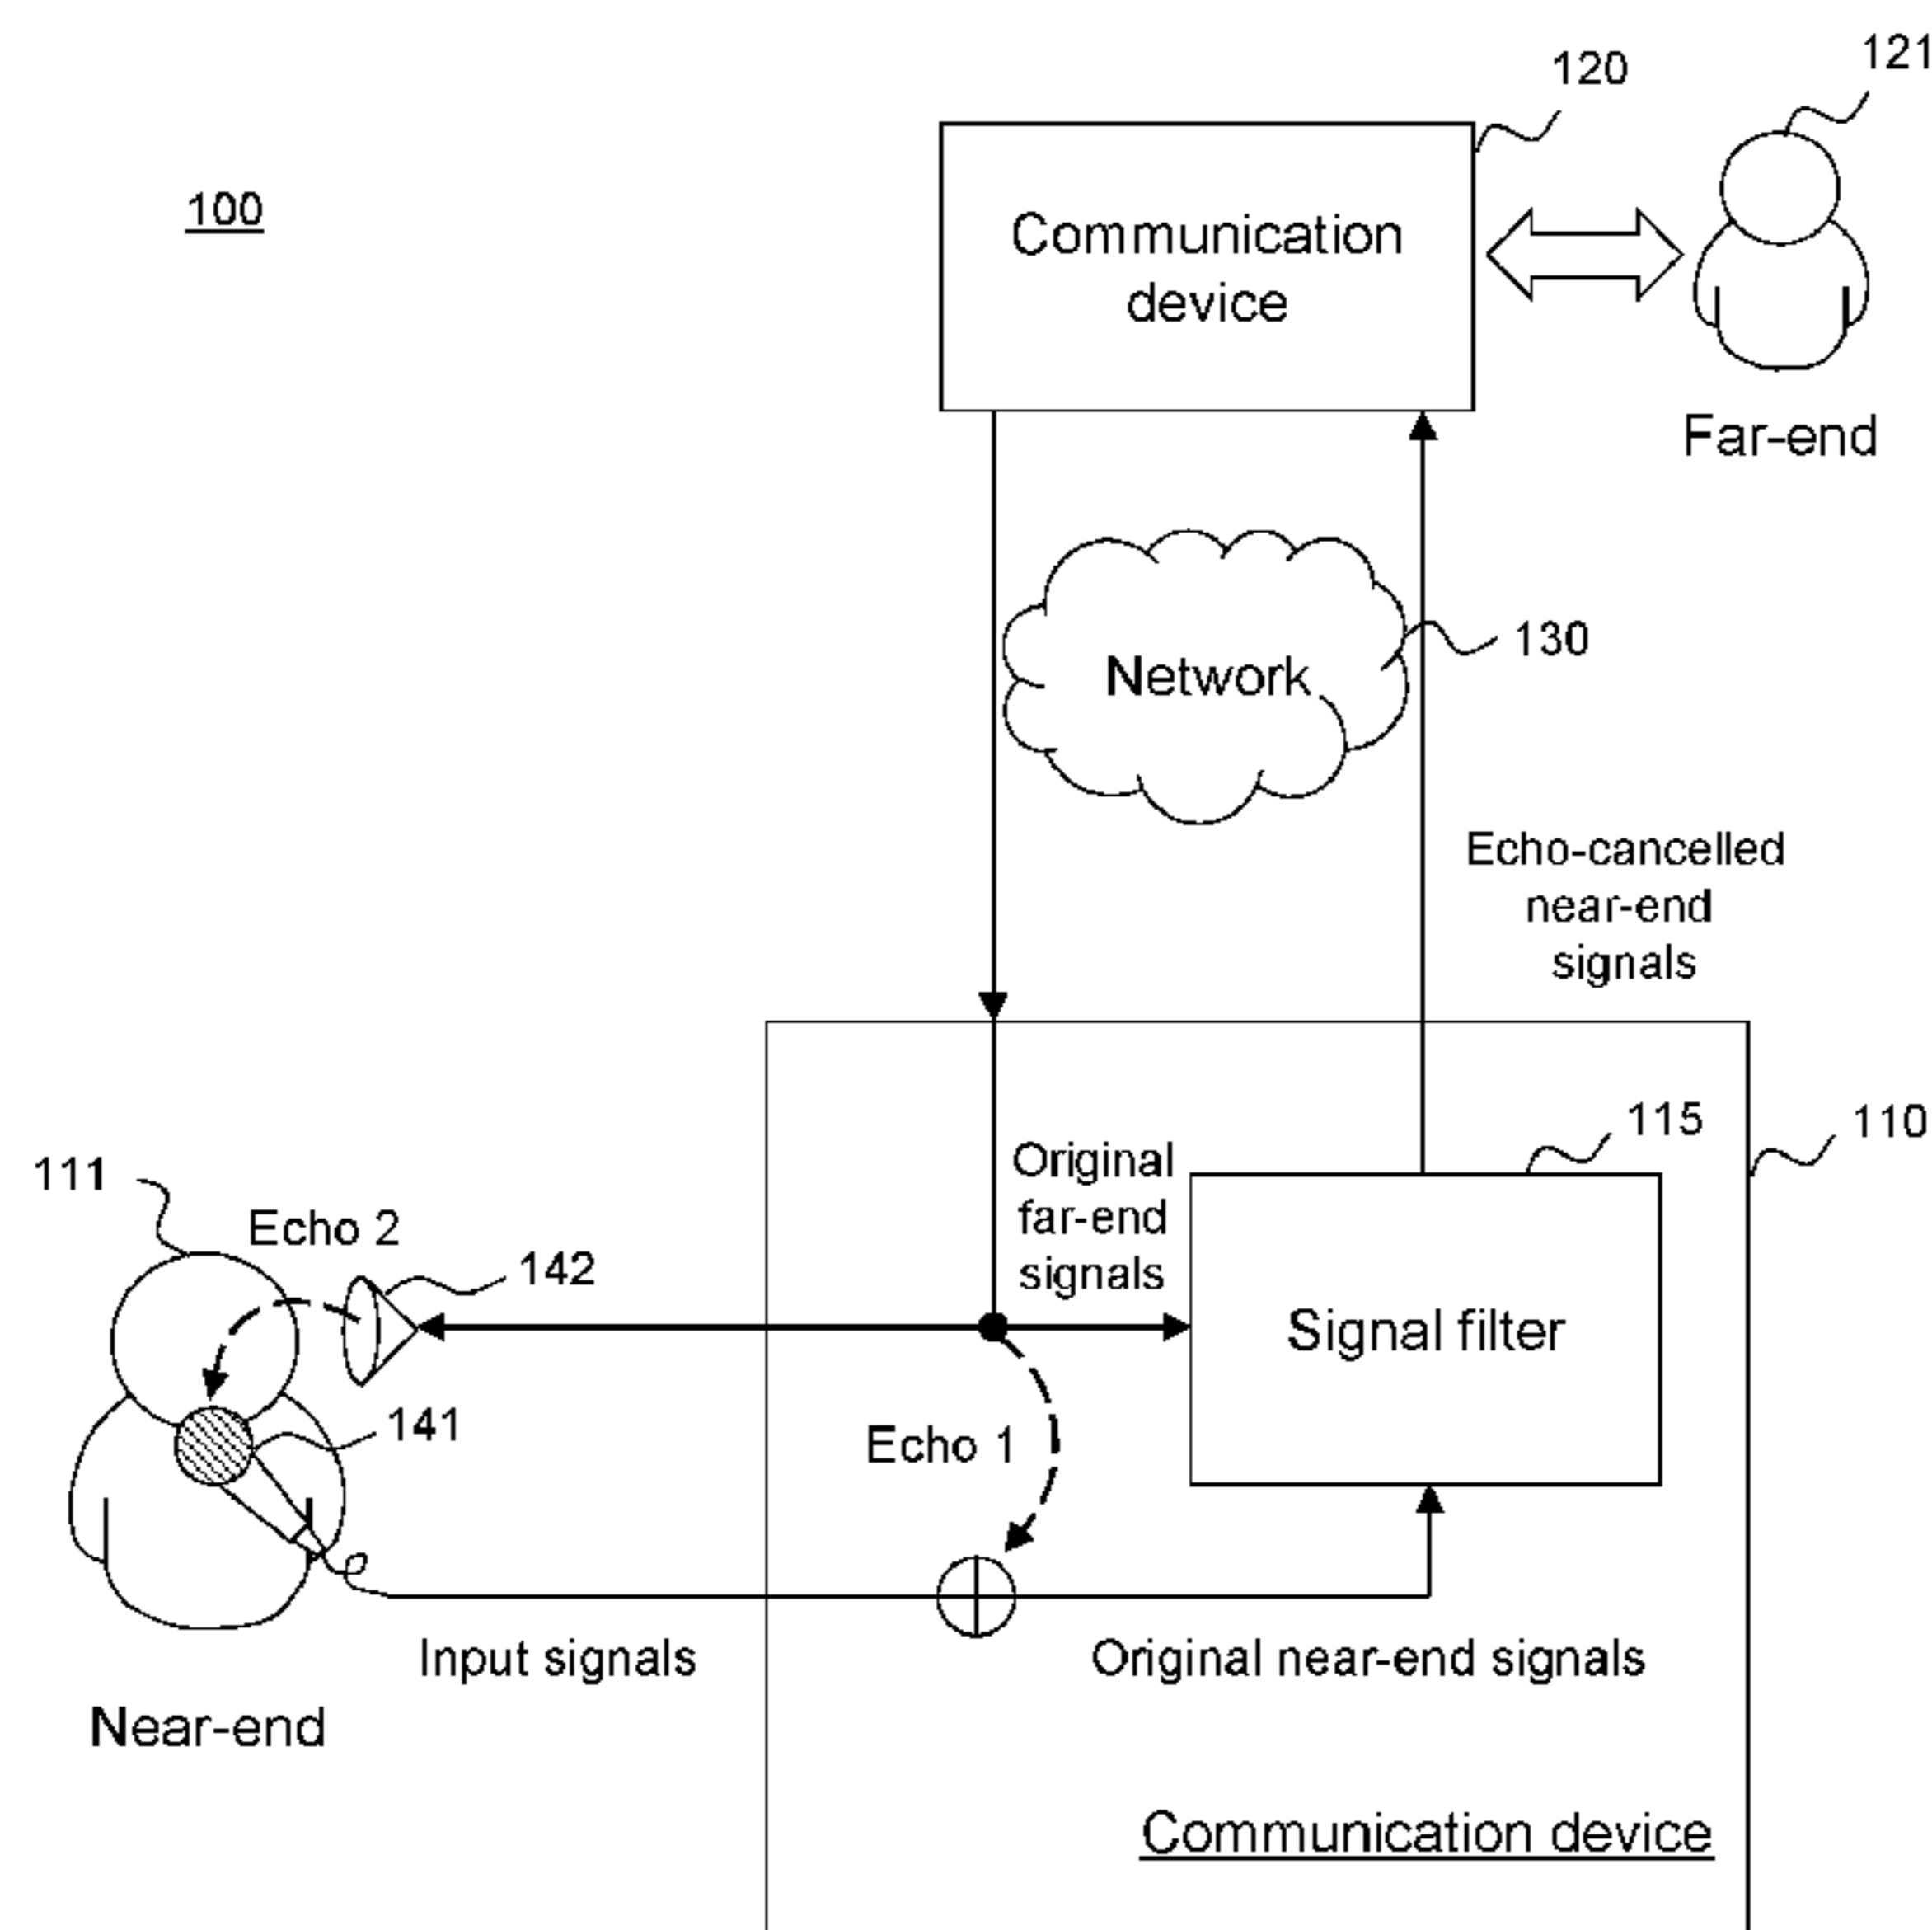 121
120
100
Communication
device
Far-end
130
Network
Echo-cancelled
near-end
signals
115
110
111
Original
far-end
signals
Echo 2
142
Signal filter
141
Echo 1
Input signals
Original near-end signals
Near-end
Communication device